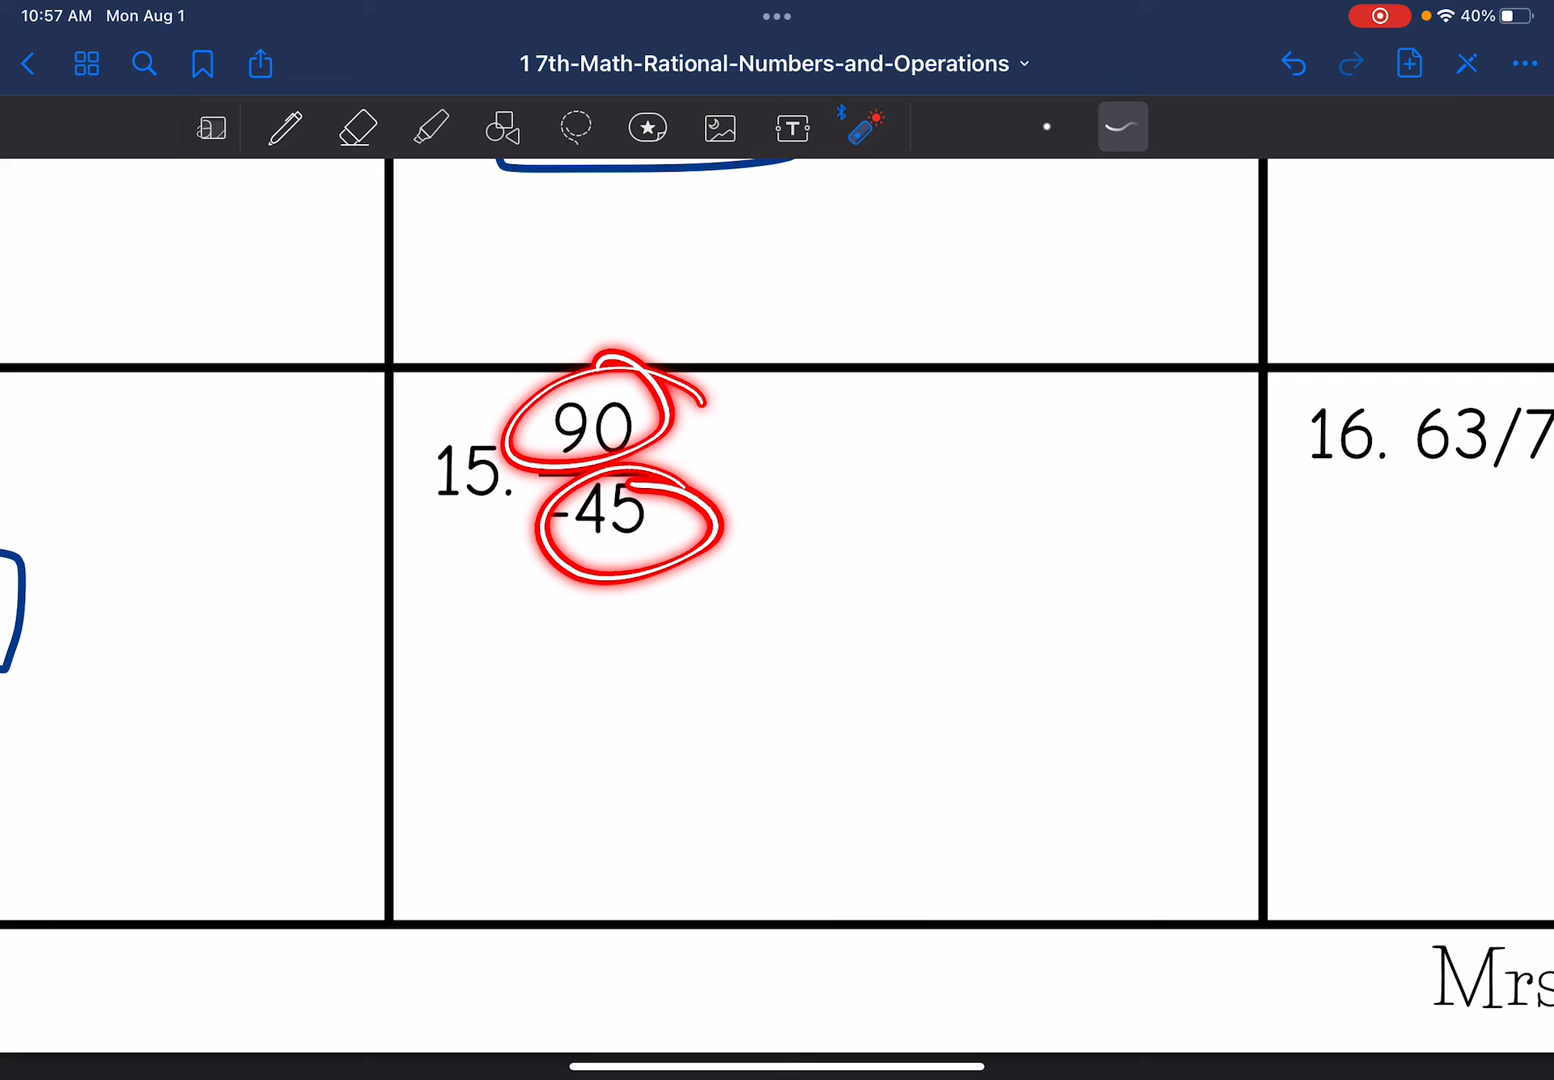 10:57 AM Mon Aug 1
40%
1 7th-Math-Rational-Numbers-and-Operations
T
15. 90
-45
16. 63/7
Mrs